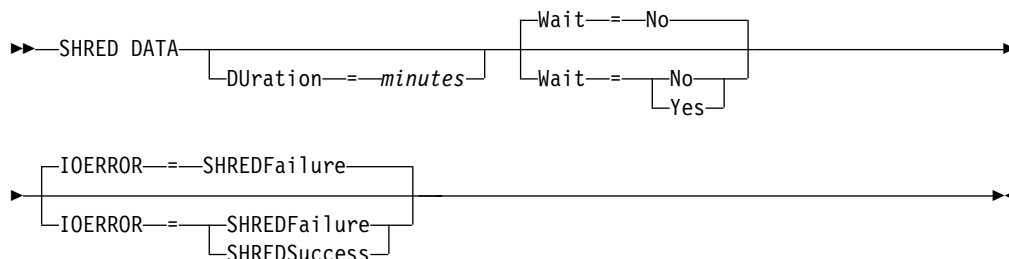 Wait = No
SHRED DATA
DUration = minutes
Wait = No
Yes
IOERROR = SHREDFailure
IOERROR = SHREDFailure
SHREDSuccess